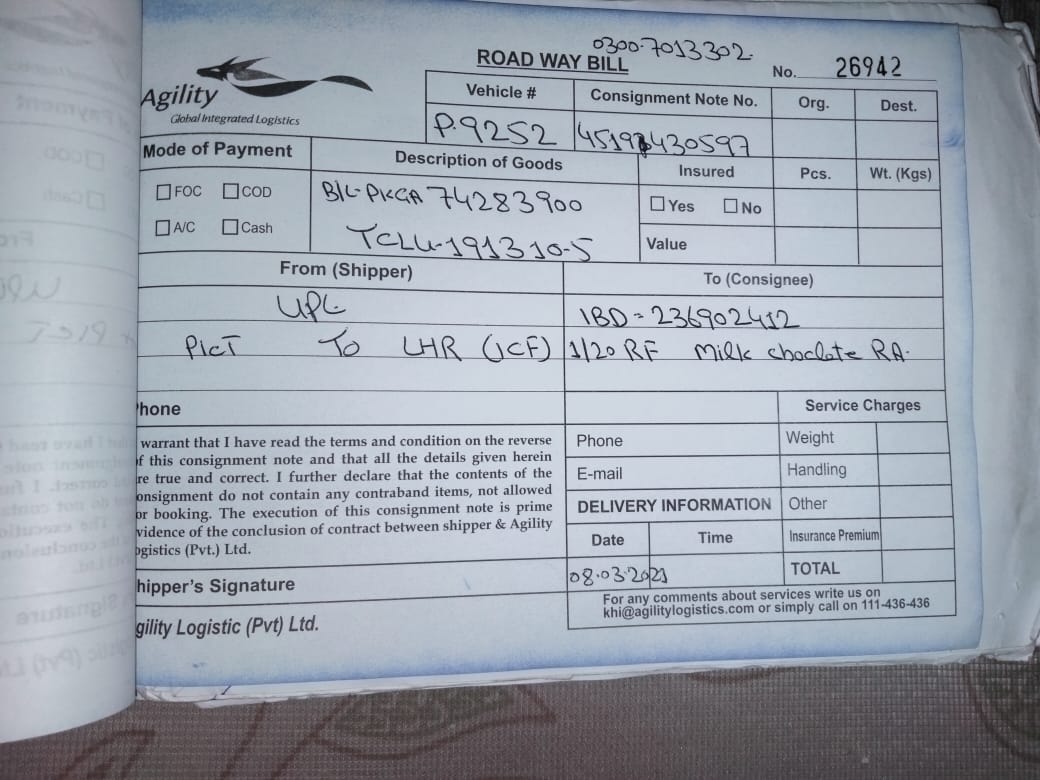 0300-7013302.
ROAD WAY BILL
No. 26942
Agility
Global Integrated Logistics
Vehicle # Consignment Note No. Org. Dest.
P.9252
Mode of Payment Description of Goods Insured Pcs. Wt. (Kgs)
FOC COD B/L-PKGA 74283900 Yes No
A/C Cash TCLU-191310-5 Value
From (Shipper) To (Consignee)
UPL IBD=236902412
PICT To LHR (JCF) 1/20 RF Milk choclate RA.
hone Service Charges
warrant that I have read the terms and condition on the reverse
f this consignment note and that all the details given herein
re true and correct. I further declare that the contents of the
onsignment do not contain any contraband items, not allowed
or booking. The execution of this consignment note is prime
vidence of the conclusion of contract between shipper & Agility
ogistics (Pvt.) Ltd.
Phone Weight
E-mail Handling
DELIVERY INFORMATION Other
Date Time Insurance Premium
08.03.2021 TOTAL
hipper's Signature
For any comments about services write us on
khi@agilitylogistics.com or simply call on 111-436-436
gility Logistic (Pvt) Ltd.